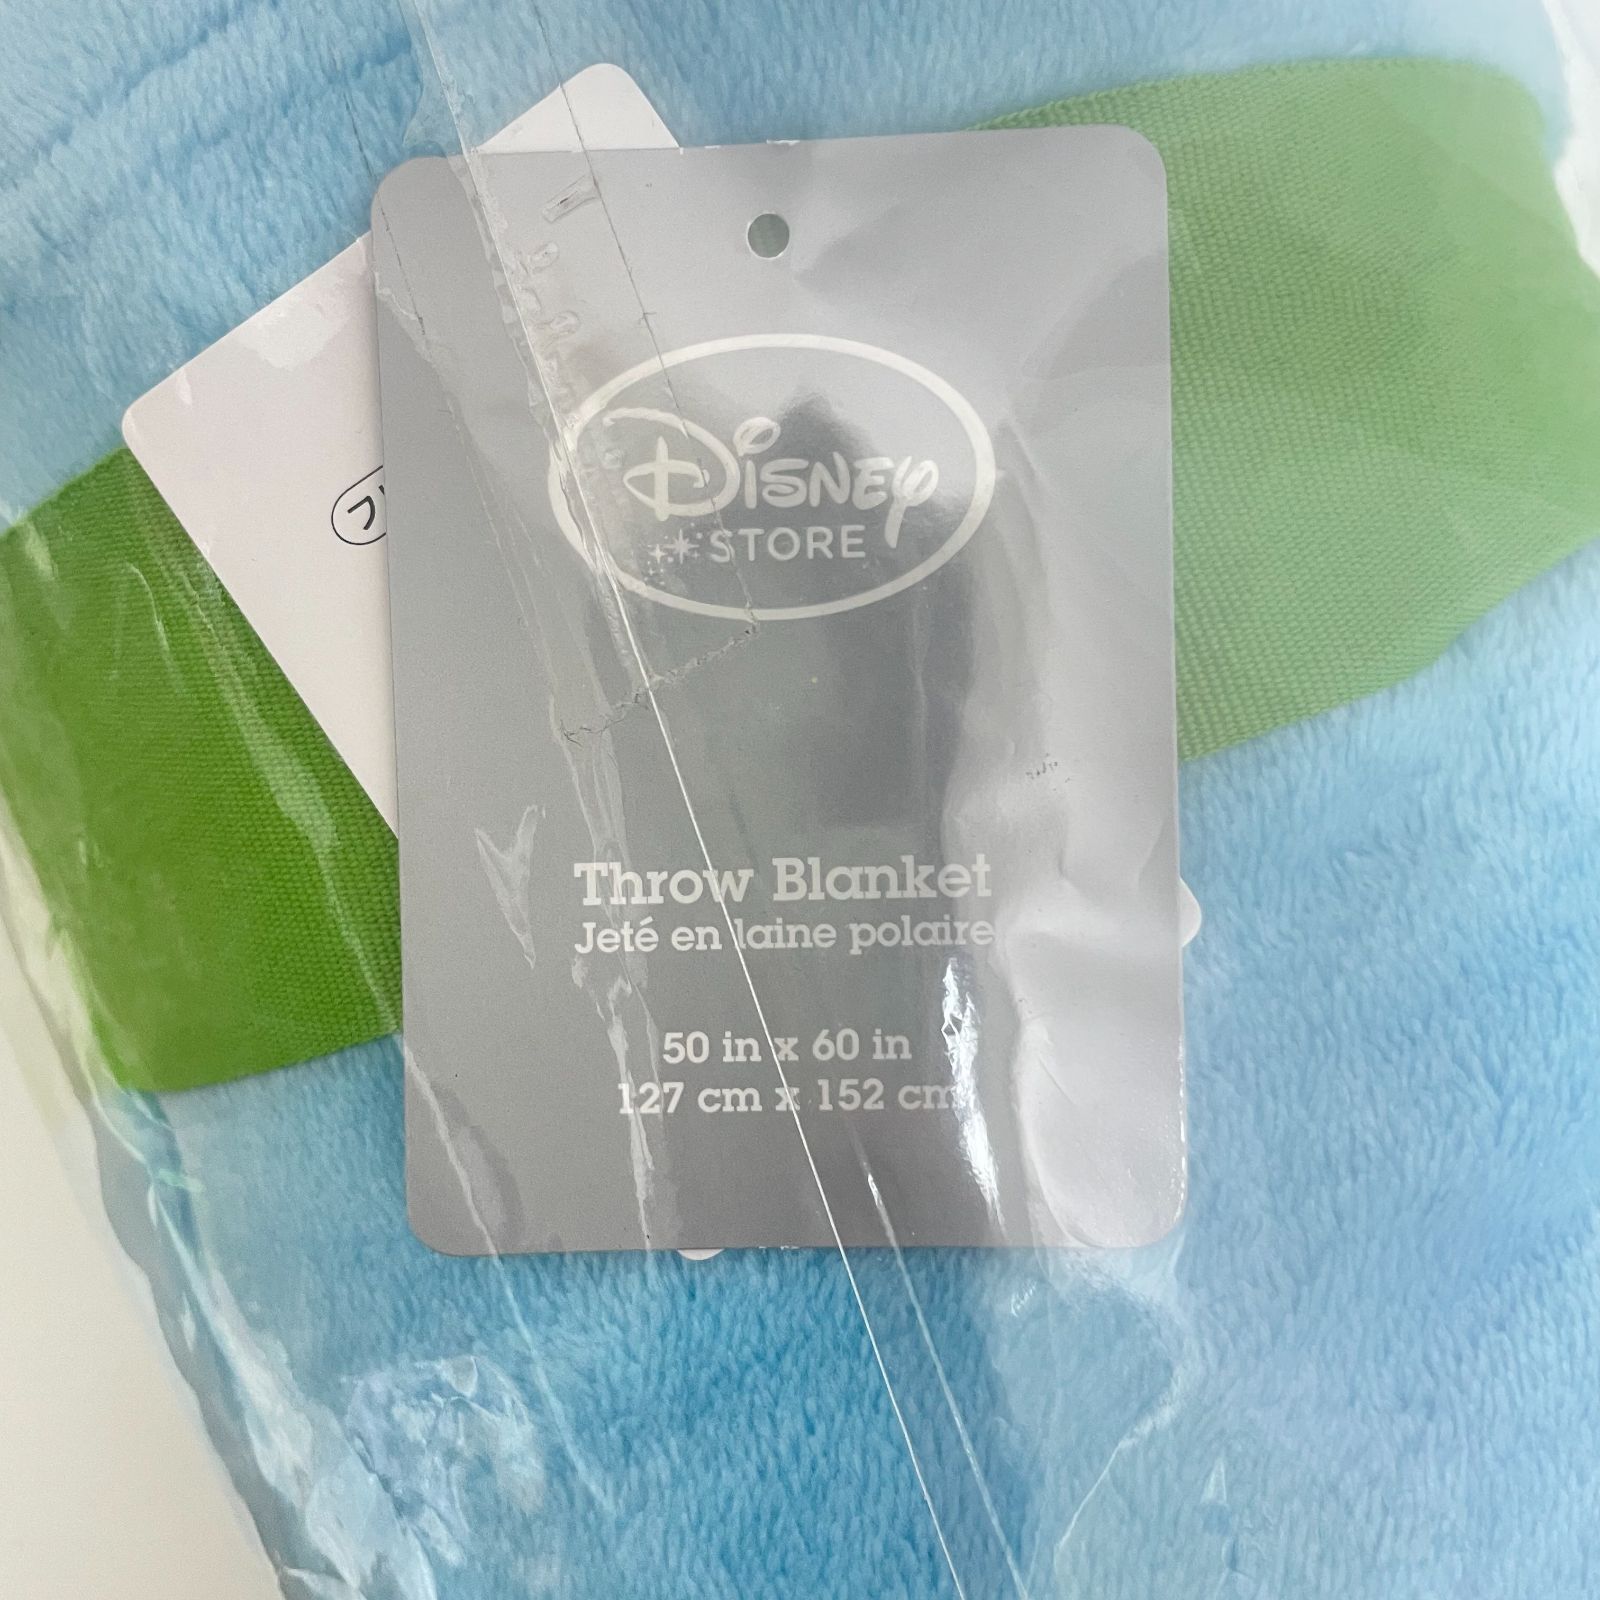 Disney
STORE
Throw Blanket
Jeté en laine polaire
50 in x 60 in
127 cm x 152 cm